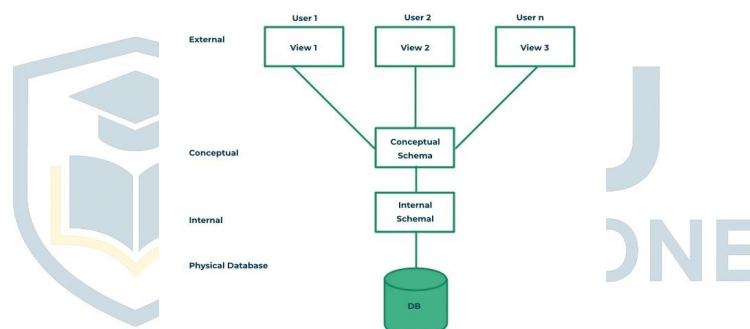 User 1
User 2
User n
External
View 1
View 2
View 3
Conceptual
Conceptual
Schema
Internal
Internal
Schemal
Physical Database
DB
U
ONE